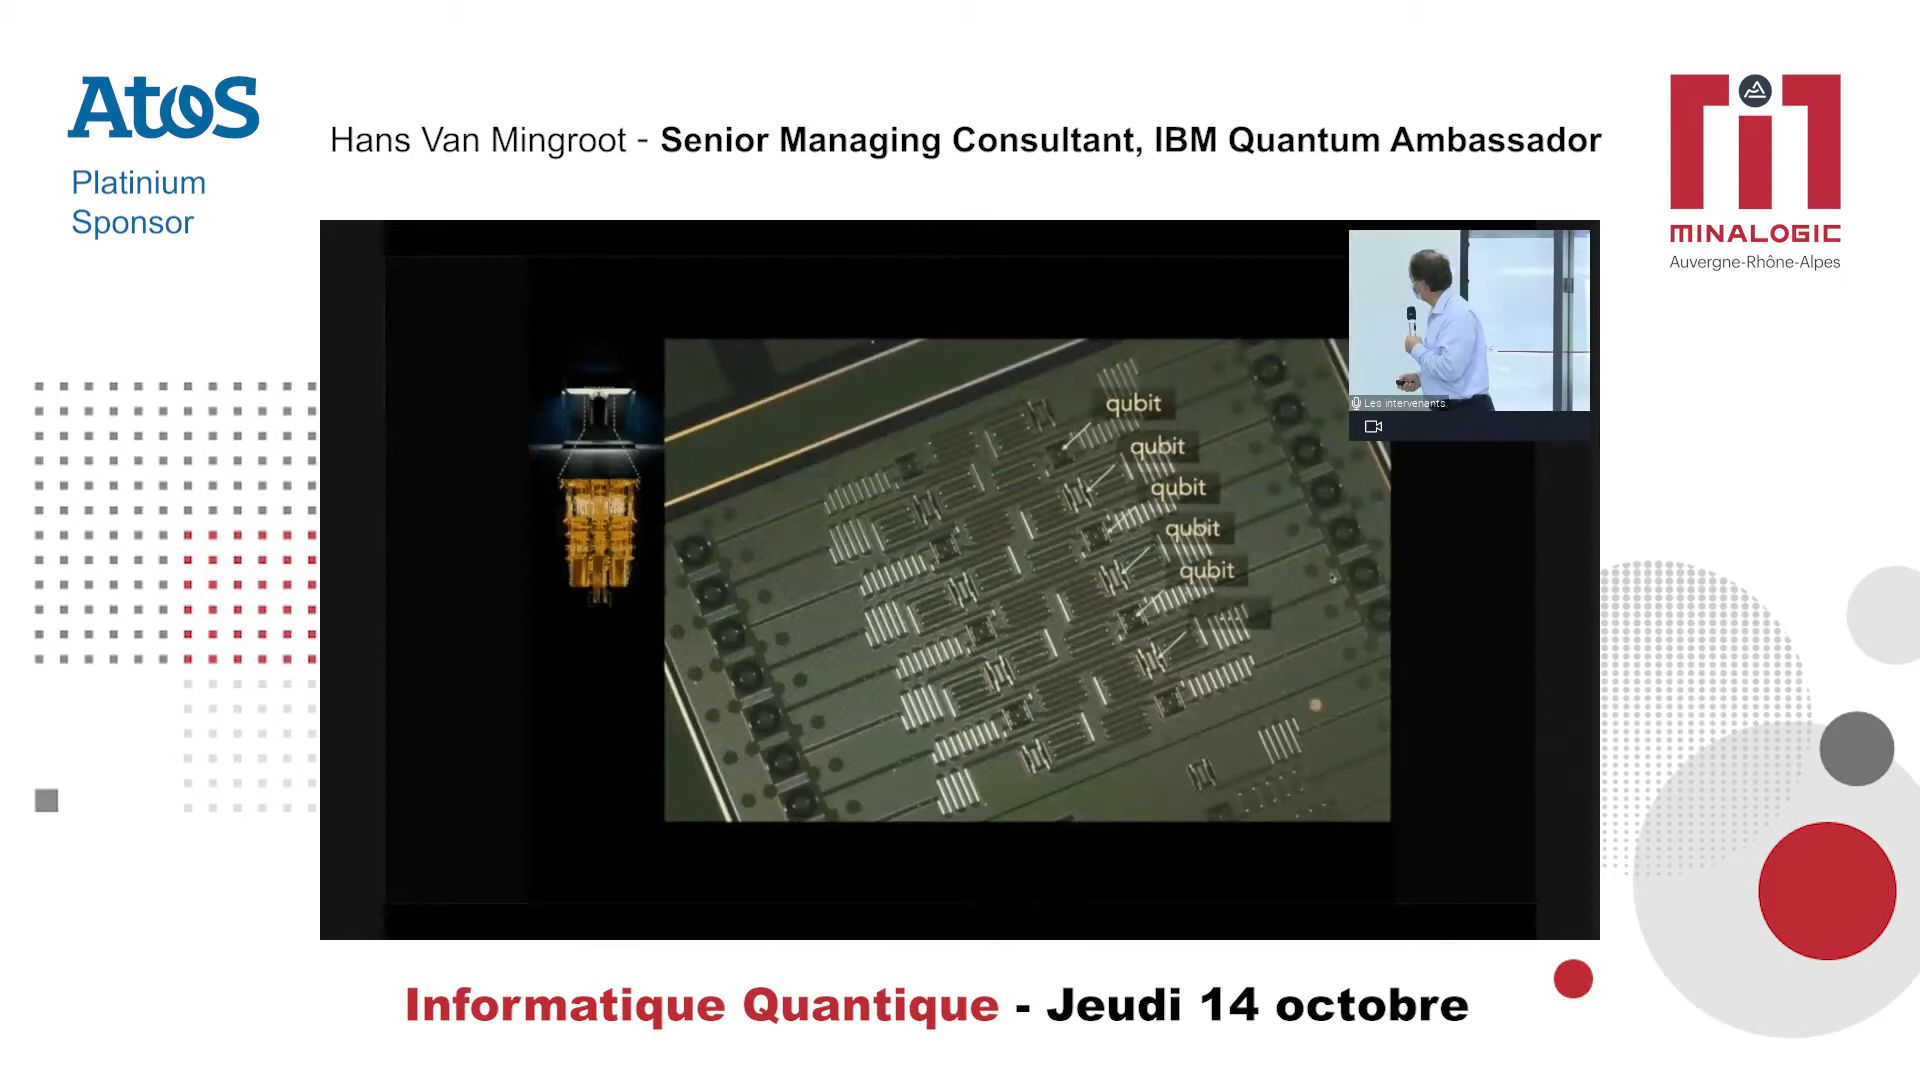 Atos
Platinium
Sponsor
Hans Van Mingroot - Senior Managing Consultant, IBM Quantum Ambassador
MINALOGIC
Auvergne-Rhône-Alpes
qubit
qubit
qubit
qubit
qubit
Les intervenants
Informatique Quantique - Jeudi 14 octobre